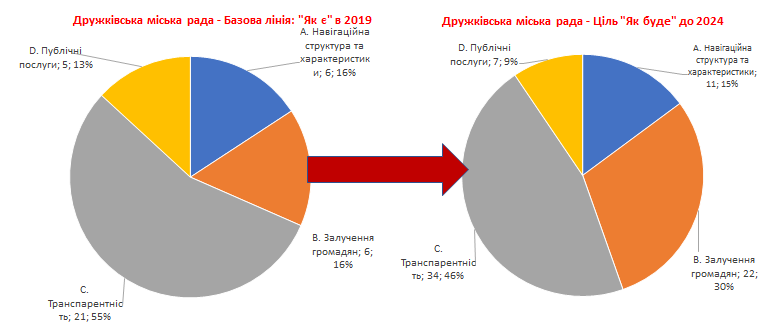 Дружківська міська рада - Базова лінія: "Як є" в 2019
A. Навігаційна
структура та
характеристик
и; 6; 16%
B. Залучення
громадян; 6;
16%
C.
Транспарентніс
ть; 21; 55%
D. Публічні
послуги; 5; 13%
Дружківська міська рада - Ціль "Як буде" до 2024
A. Навігаційна
структура та
характеристики;
11; 15%
B. Залучення
громадян; 22;
30%
C.
Транспарентніс
ть; 34; 46%
D. Публічні
послуги; 7; 9%